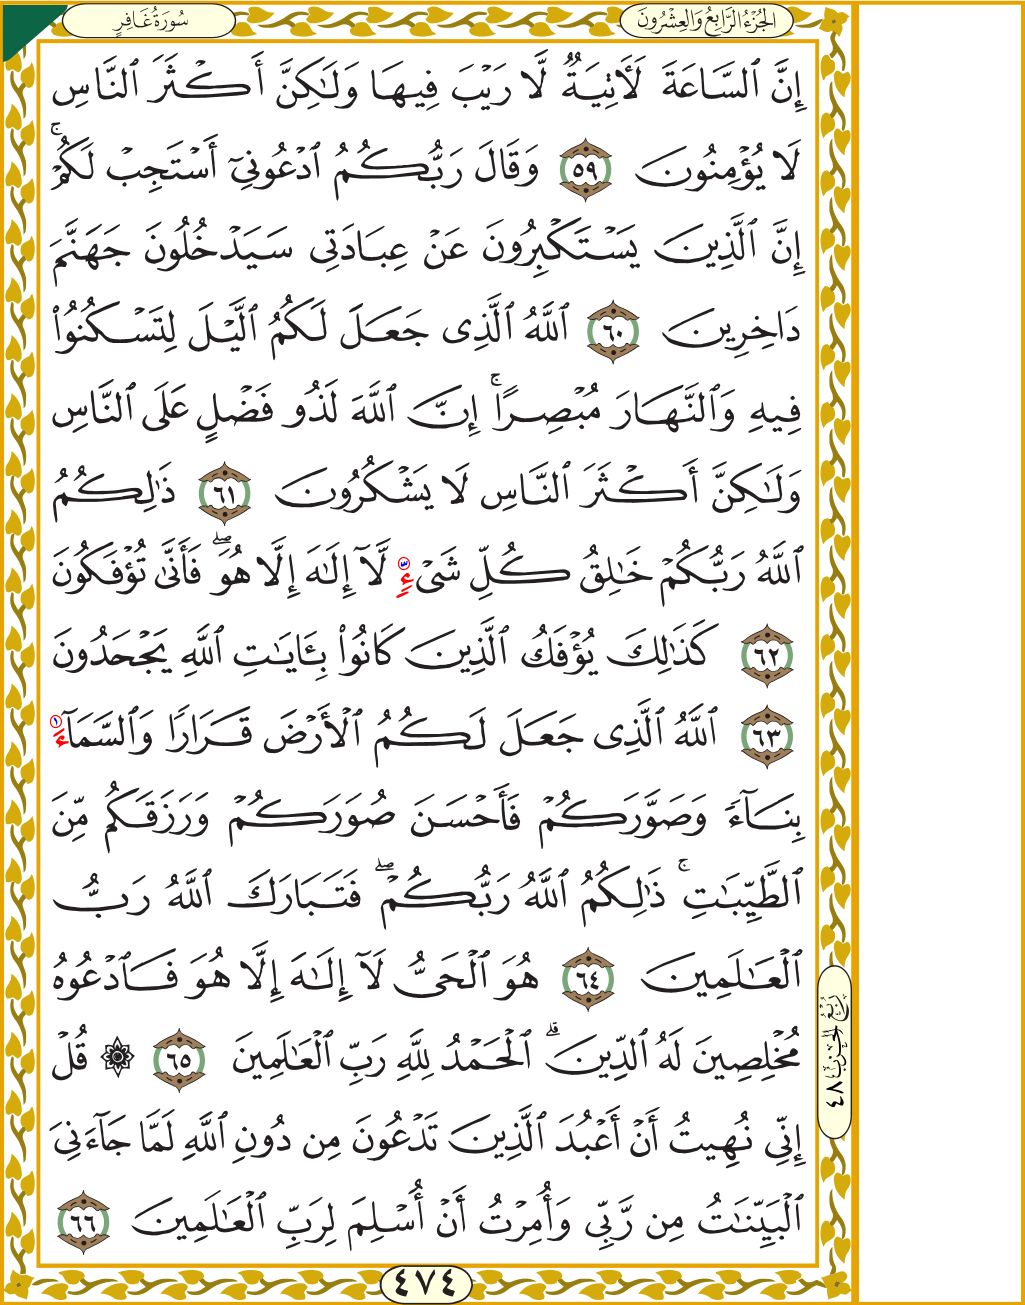 سُورَةُ غَافِرٍ
الجُزْءُ الرَّابِعُ وَالعِشْرُونَ
إِنَّ ٱلسَّاعَةَ لَأٓتِيَةٌ لَّا رَيۡبَ فِيهَا وَلَٰكِنَّ أَكۡثَرَ ٱلنَّاسِ
لَا يُؤۡمِنُونَ ٥٩ وَقَالَ رَبُّكُمُ ٱدۡعُونِيٓ أَسۡتَجِبۡ لَكُمۡۚ
إِنَّ ٱلَّذِينَ يَسۡتَكۡبِرُونَ عَنۡ عِبَادَتِي سَيَدۡخُلُونَ جَهَنَّمَ
دَاخِرِينَ ٦٠ ٱللَّهُ ٱلَّذِي جَعَلَ لَكُمُ ٱلَّيۡلَ لِتَسۡكُنُواْ
فِيهِ وَٱلنَّهَارَ مُبۡصِرًاۚ إِنَّ ٱللَّهَ لَذُو فَضۡلٍ عَلَى ٱلنَّاسِ
وَلَٰكِنَّ أَكۡثَرَ ٱلنَّاسِ لَا يَشۡكُرُونَ ٦١ ذَٰلِكُمُ
ٱللَّهُ رَبُّكُمۡ خَٰلِقُ كُلِّ شَيۡءٖ لَّآ إِلَٰهَ إِلَّا هُوَۖ فَأَنَّىٰ تُؤۡفَكُونَ
٦٢ كَذَٰلِكَ يُؤۡفَكُ ٱلَّذِينَ كَانُواْ بِـَٔايَٰتِ ٱللَّهِ يَجۡحَدُونَ
٦٣ ٱللَّهُ ٱلَّذِي جَعَلَ لَكُمُ ٱلۡأَرۡضَ قَرَارًا وَٱلسَّمَآءَ
بِنَآءً وَصَوَّرَكُمۡ فَأَحۡسَنَ صُوَرَكُمۡ وَرَزَقَكُم مِّنَ
ٱلطَّيِّبَٰتِۚ ذَٰلِكُمُ ٱللَّهُ رَبُّكُمۡۖ فَتَبَارَكَ ٱللَّهُ رَبُّ
ٱلۡعَٰلَمِينَ ٦٤ هُوَ ٱلۡحَيُّ لَآ إِلَٰهَ إِلَّا هُوَ فَٱدۡعُوهُ
مُخۡلِصِينَ لَهُ ٱلدِّينَۗ ٱلۡحَمۡدُ لِلَّهِ رَبِّ ٱلۡعَٰلَمِينَ ٦٥ ۞ قُلۡ
إِنِّي نُهِيتُ أَنۡ أَعۡبُدَ ٱلَّذِينَ تَدۡعُونَ مِن دُونِ ٱللَّهِ لَمَّا جَآءَنِيَ
ٱلۡبَيِّنَٰتُ مِن رَّبِّي وَأُمِرۡتُ أَنۡ أُسۡلِمَ لِرَبِّ ٱلۡعَٰلَمِينَ ٦٦
رُبْعُ الحِزْبِ ٤٨
٤٧٤